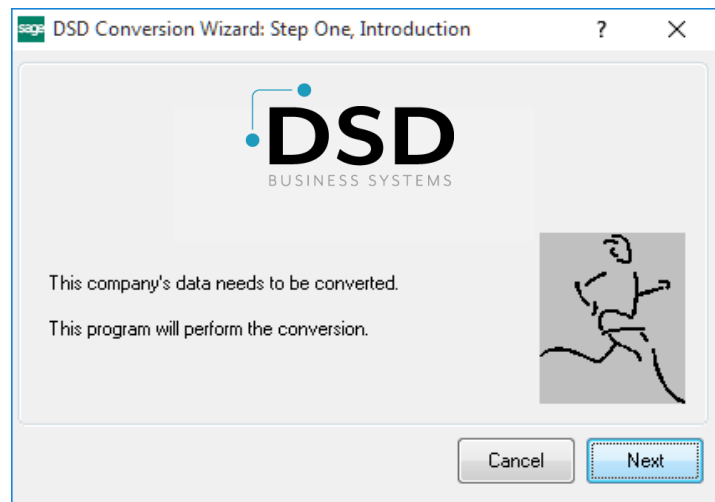 sage DSD Conversion Wizard: Step One, Introduction ?
DSD
BUSINESS SYSTEMS
This company's data needs to be converted.
This program will perform the conversion.
Cancel Next